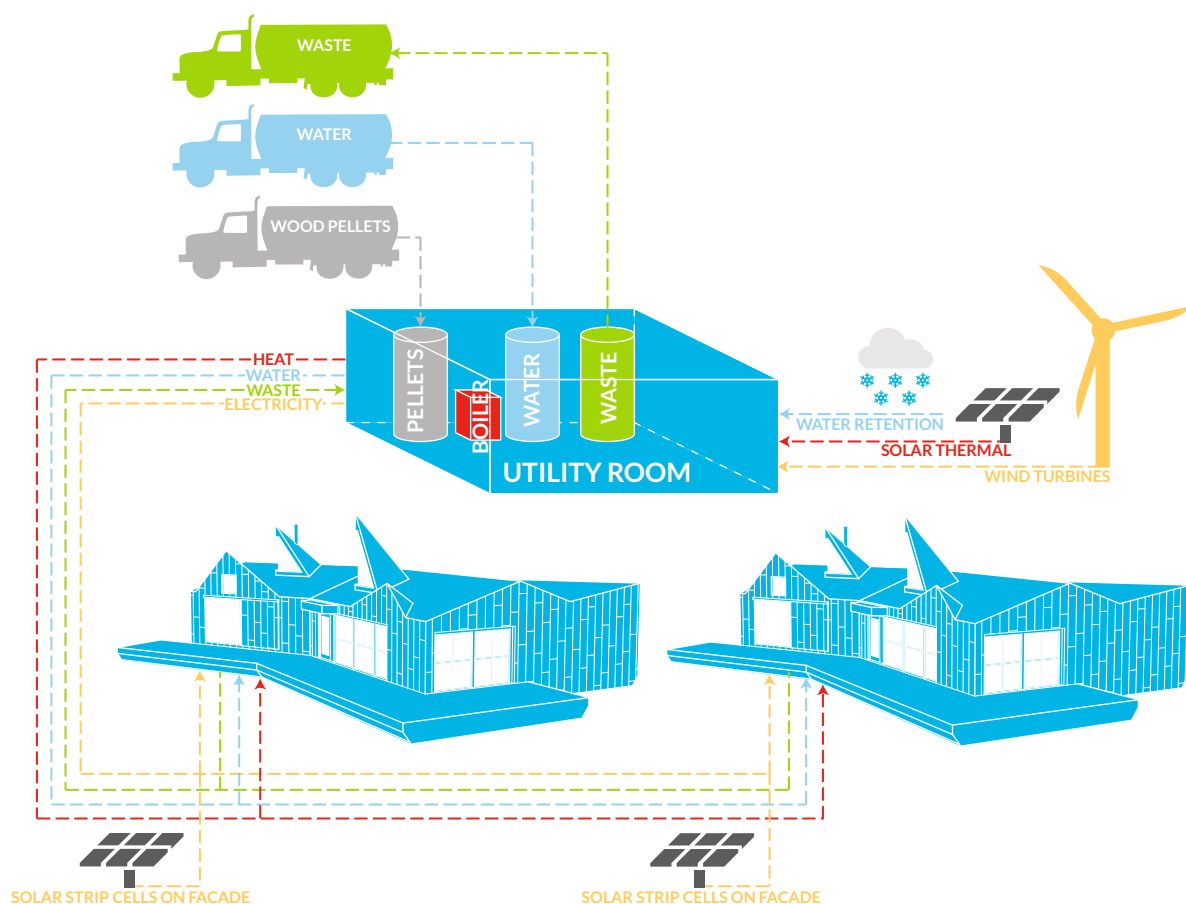 WASTE
WATER
WOOD PELLETS
HEAT
WATER
WASTE
ELECTRICITY
PELLETS
BOILER
WATER
WASTE
UTILITY ROOM
WATER RETENTION
SOLAR THERMAL
WIND TURBINES
SOLAR STRIP CELLS ON FACADE
SOLAR STRIP CELLS ON FACADE